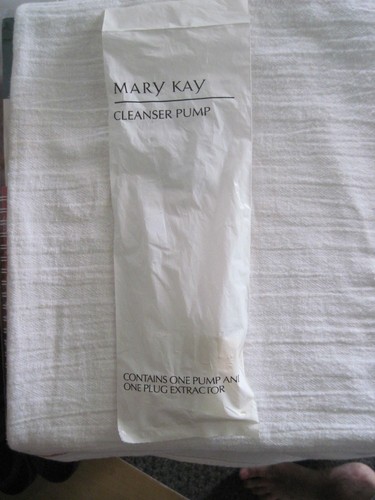 MARY KAY
CLEANSER PUMP
CONTAINS ONE PUMP AND
ONE PLUG EXTRACTOR